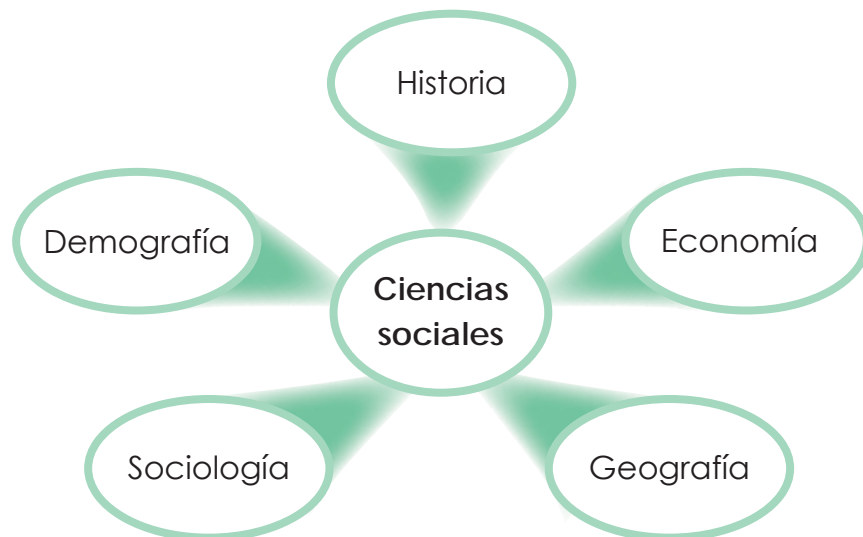 Historia
Demografía
Economía
Ciencias
sociales
Sociología
Geografía